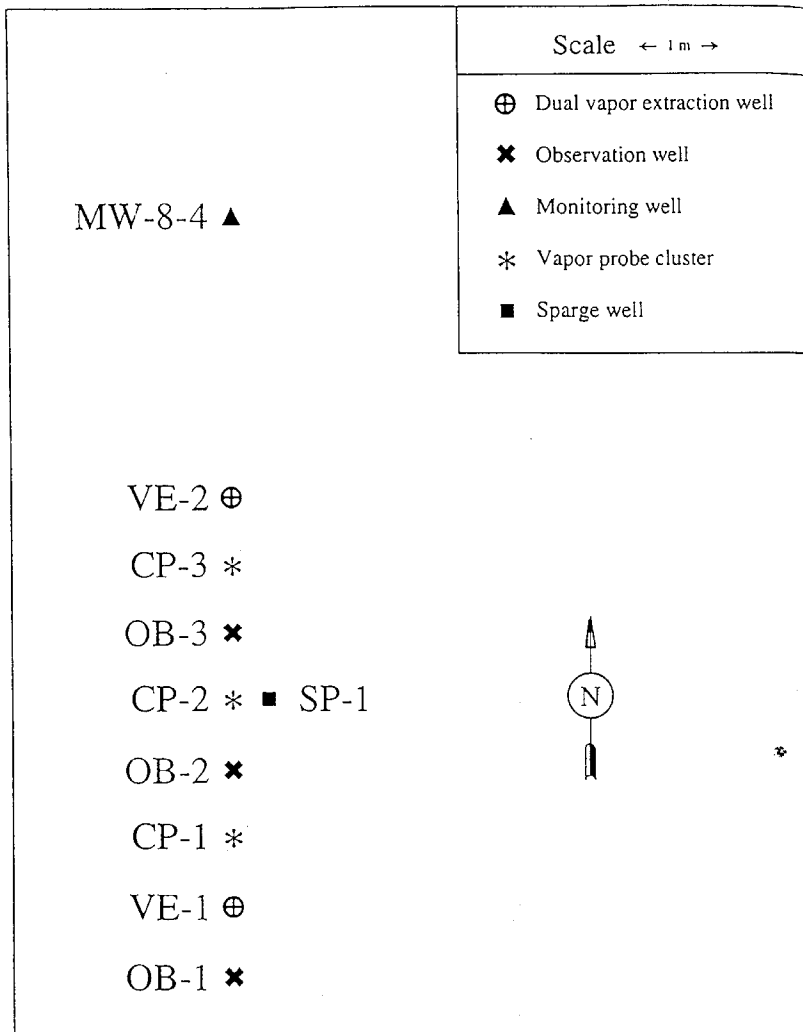 Scale ← 1 m →
⊕ Dual vapor extraction well
✖ Observation well
▲ Monitoring well
* Vapor probe cluster
■ Sparge well
MW-8-4 ▲
VE-2 ⊕
CP-3 *
OB-3 ✖
CP-2 * ■ SP-1
OB-2 ✖
CP-1 *
VE-1 ⊕
OB-1 ✖
N